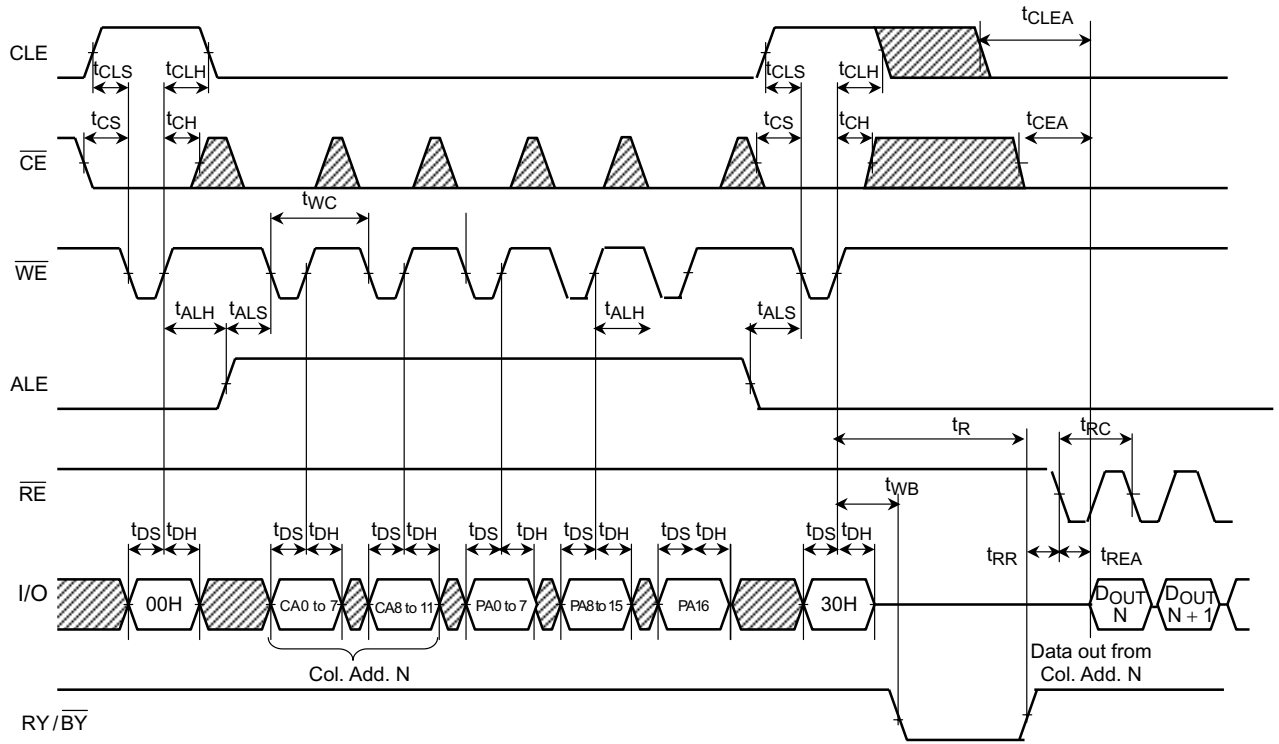 tCLEA
CLE
tCLS tCLH tCLS tCLH
tCS tCH tCS tCH tCEA
CE
tWC
WE
tALH tALS tALH tALS
ALE
tR tRC
RE
tWB
tDS tDH tDS tDH tDS tDH tDS tDH tDS tDH tDS tDH tDS tDH
tRR tREA
I/O 00H CA0 to 7 CA8 to 11 PA0 to 7 PA8 to 15 PA16 30H DOUT N DOUT N + 1
Col. Add. N
Data out from
Col. Add. N
RY/BY